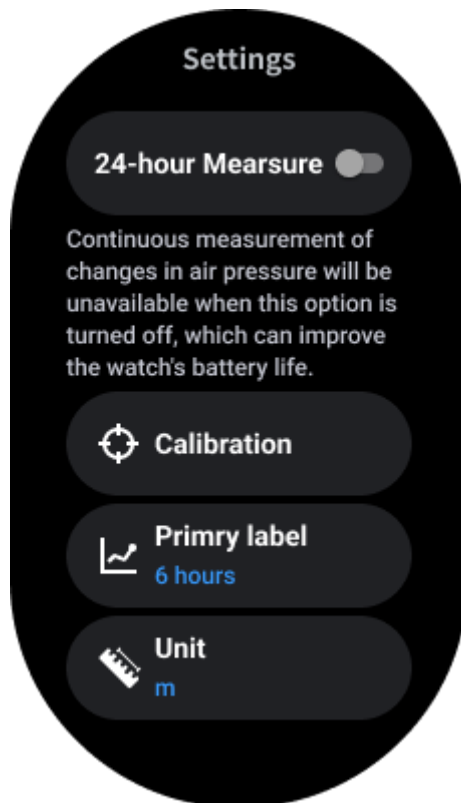 Settings
24-hour Mearsure
Continuous measurement of
changes in air pressure will be
unavailable when this option is
turned off, which can improve
the watch's battery life.
Calibration
Primry label
6 hours
Unit
m